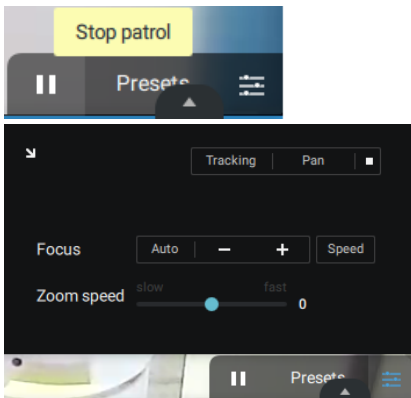 Stop patrol
Presets
Tracking Pan
Focus Auto − + Speed
slow fast
Zoom speed 0
Presets